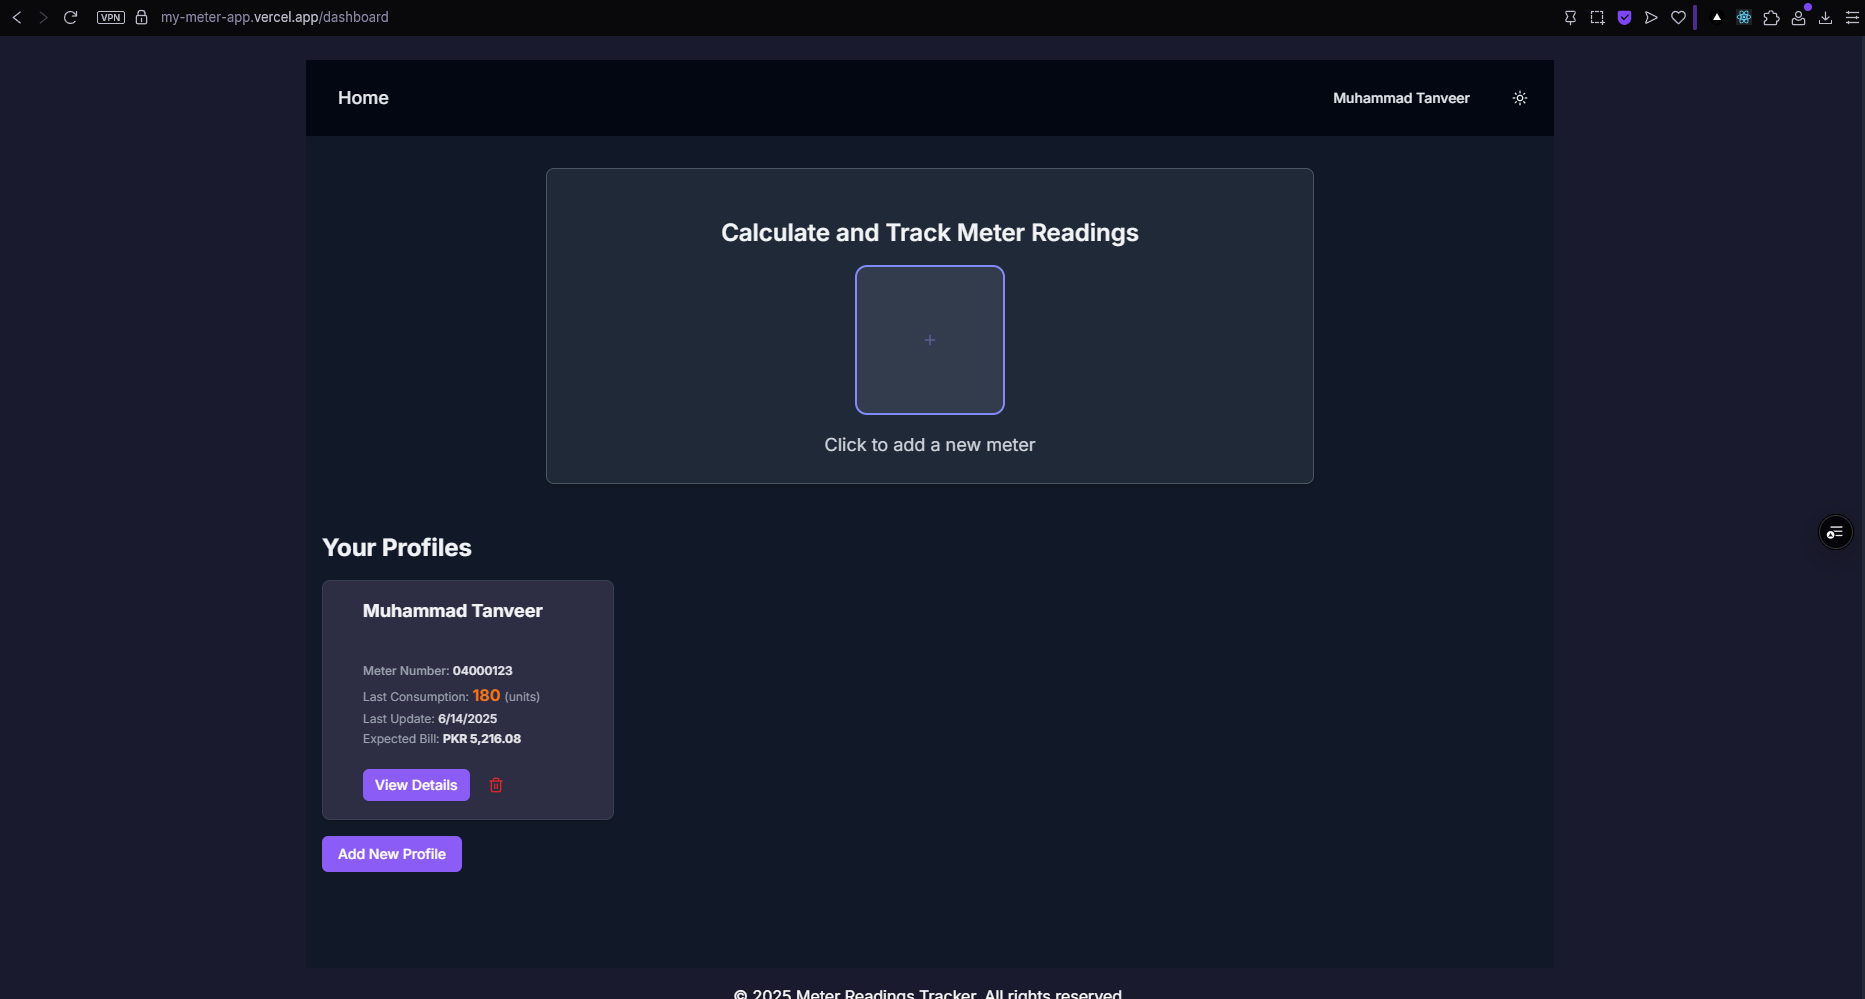 VPN my-meter-app.vercel.app/dashboard
Home Muhammad Tanveer
Calculate and Track Meter Readings
+
Click to add a new meter
Your Profiles
Muhammad Tanveer
Meter Number: 04000123
Last Consumption: 180 (units)
Last Update: 6/14/2025
Expected Bill: PKR 5,216.08
View Details
Add New Profile
© 2025 Meter Readings Tracker. All rights reserved.